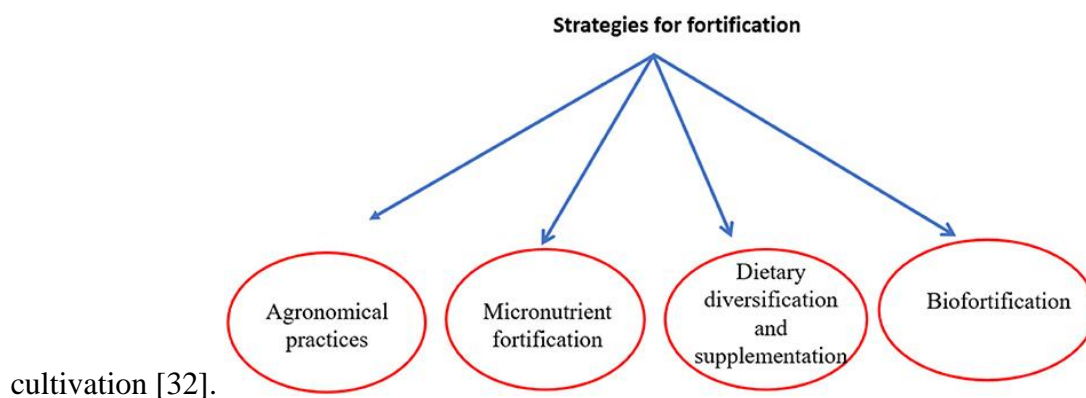 Strategies for fortification
Agronomical
practices
Micronutrient
fortification
Dietary
diversification
and
supplementation
Biofortification
cultivation [32].